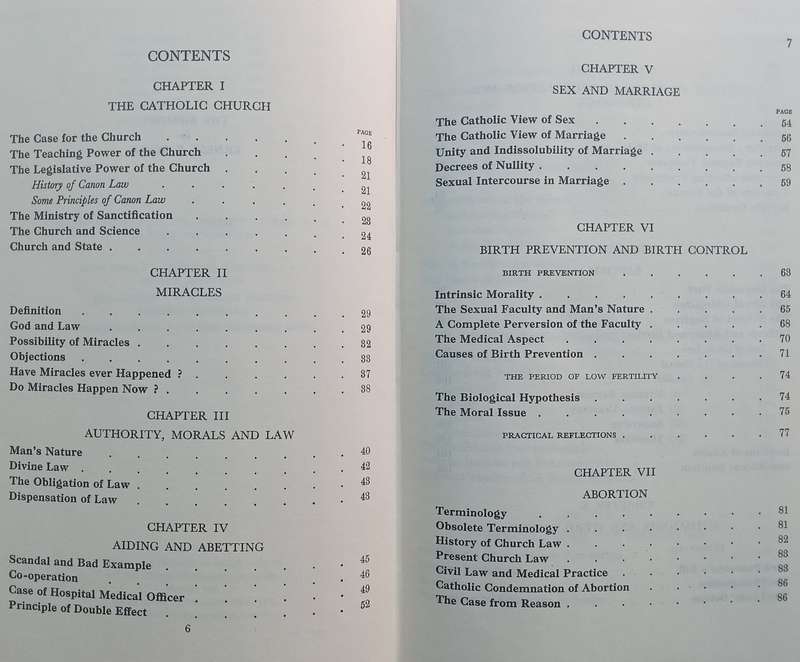 CONTENTS
CHAPTER I
THE CATHOLIC CHURCH
PAGE
The Case for the Church . . . . . . . 16
The Teaching Power of the Church . . . . . 18
The Legislative Power of the Church . . . . . 21
History of Canon Law . . . . . . . 21
Some Principles of Canon Law . . . . . . 22
The Ministry of Sanctification . . . . . . 23
The Church and Science . . . . . . . 24
Church and State . . . . . . . . . 26
CHAPTER II
MIRACLES
Definition . . . . . . . . . . 29
God and Law . . . . . . . . . 29
Possibility of Miracles . . . . . . . . 32
Objections . . . . . . . . . . 33
Have Miracles ever Happened ? . . . . . . 37
Do Miracles Happen Now ? . . . . . . . 38
CHAPTER III
AUTHORITY, MORALS AND LAW
Man's Nature . . . . . . . . . 40
Divine Law . . . . . . . . . . 42
The Obligation of Law . . . . . . . . 43
Dispensation of Law . . . . . . . . 43
CHAPTER IV
AIDING AND ABETTING
Scandal and Bad Example . . . . . . . 45
Co-operation . . . . . . . . . 46
Case of Hospital Medical Officer . . . . . . 49
Principle of Double Effect . . . . . . . 52
6
CONTENTS 7
CHAPTER V
SEX AND MARRIAGE
PAGE
The Catholic View of Sex . . . . . . . 54
The Catholic View of Marriage . . . . . . 56
Unity and Indissolubility of Marriage . . . . . 57
Decrees of Nullity . . . . . . . . . 58
Sexual Intercourse in Marriage . . . . . . 59
CHAPTER VI
BIRTH PREVENTION AND BIRTH CONTROL
BIRTH PREVENTION . . . . . . 63
Intrinsic Morality . . . . . . . . . 64
The Sexual Faculty and Man's Nature . . . . . 65
A Complete Perversion of the Faculty . . . . . 68
The Medical Aspect . . . . . . . . 70
Causes of Birth Prevention . . . . . . . 71
THE PERIOD OF LOW FERTILITY . . . . 74
The Biological Hypothesis . . . . . . . 74
The Moral Issue . . . . . . . . . 75
PRACTICAL REFLECTIONS . . . . . . 77
CHAPTER VII
ABORTION
Terminology . . . . . . . . . 81
Obsolete Terminology . . . . . . . . 81
History of Church Law . . . . . . . . 82
Present Church Law . . . . . . . . 83
Civil Law and Medical Practice . . . . . . 83
Catholic Condemnation of Abortion . . . . . 86
The Case from Reason . . . . . . . . 86